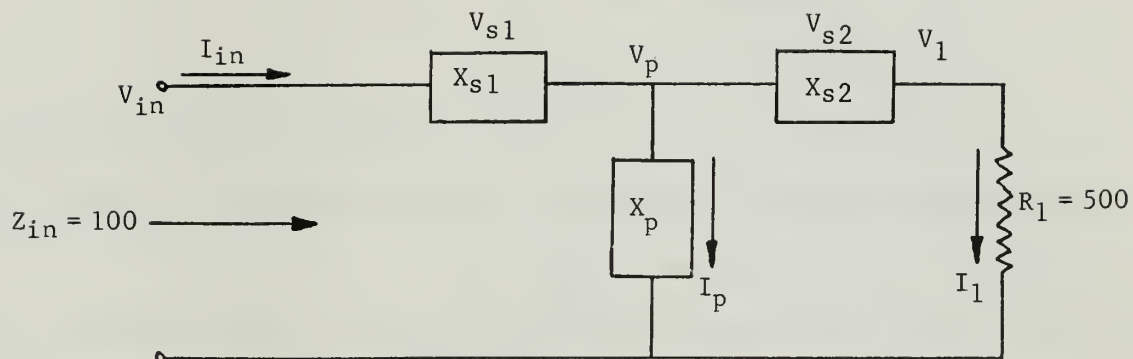 V_s1
V_s2
I_in
V_p
V_1
V_in
X_s1
X_s2
Z_in = 100
X_p
R_1 = 500
I_p
I_1